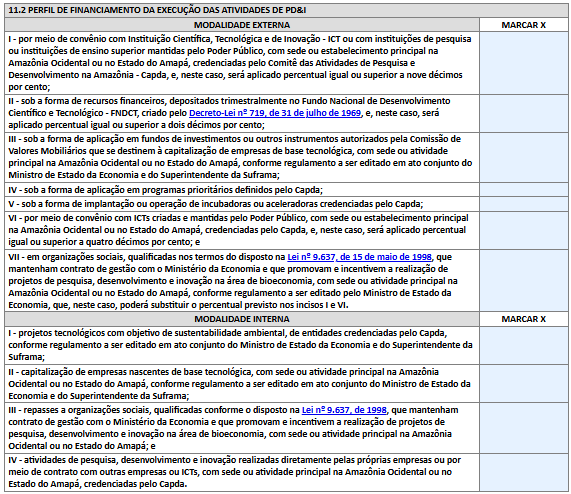 11.2 PERFIL DE FINANCIAMENTO DA EXECUÇÃO DAS ATIVIDADES DE PD&I
MODALIDADE EXTERNA MARCAR X
I - por meio de convênio com Instituição Científica, Tecnológica e de Inovação - ICT ou com instituições de pesquisa
ou instituições de ensino superior mantidas pelo Poder Público, com sede ou estabelecimento principal na
Amazônia Ocidental ou no Estado do Amapá, credenciadas pelo Comitê das Atividades de Pesquisa e
Desenvolvimento na Amazônia - Capda, e, neste caso, será aplicado percentual igual ou superior a nove décimos
por cento;
II - sob a forma de recursos financeiros, depositados trimestralmente no Fundo Nacional de Desenvolvimento
Científico e Tecnológico - FNDCT, criado pelo Decreto-Lei nº 719, de 31 de julho de 1969, e, neste caso, será
aplicado percentual igual ou superior a dois décimos por cento;
III - sob a forma de aplicação em fundos de investimentos ou outros instrumentos autorizados pela Comissão de
Valores Mobiliários que se destinem à capitalização de empresas de base tecnológica, com sede ou atividade
principal na Amazônia Ocidental ou no Estado do Amapá, conforme regulamento a ser editado em ato conjunto do
Ministro de Estado da Economia e do Superintendente da Suframa;
IV - sob a forma de aplicação em programas prioritários definidos pelo Capda;
V - sob a forma de implantação ou operação de incubadoras ou aceleradoras credenciadas pelo Capda;
VI - por meio de convênio com ICTs criadas e mantidas pelo Poder Público, com sede ou estabelecimento principal
na Amazônia Ocidental ou no Estado do Amapá, credenciadas pelo Capda, e, neste caso, será aplicado percentual
igual ou superior a quatro décimos por cento; e
VII - em organizações sociais, qualificadas nos termos do disposto na Lei nº 9.637, de 15 de maio de 1998, que
mantenham contrato de gestão com o Ministério da Economia e que promovam e incentivem a realização de
projetos de pesquisa, desenvolvimento e inovação na área de bioeconomia, com sede ou atividade principal na
Amazônia Ocidental ou no Estado do Amapá, conforme regulamento a ser editado pelo Ministro de Estado da
Economia, que, neste caso, poderá substituir o percentual previsto nos incisos I e VI.
MODALIDADE INTERNA MARCAR X
I - projetos tecnológicos com objetivo de sustentabilidade ambiental, de entidades credenciadas pelo Capda,
conforme regulamento a ser editado em ato conjunto do Ministro de Estado da Economia e do Superintendente da
Suframa;
II - capitalização de empresas nascentes de base tecnológica, com sede ou atividade principal na Amazônia
Ocidental ou no Estado do Amapá, conforme regulamento a ser editado em ato conjunto do Ministro de Estado da Economia
e do Superintendente da Suframa;
III - repasses a organizações sociais, qualificadas conforme o disposto na Lei nº 9.637, de 1998, que mantenham
contrato de gestão com o Ministério da Economia e que promovam e incentivem a realização de projetos de
pesquisa, desenvolvimento e inovação na área de bioeconomia, com sede ou atividade principal na Amazônia
Ocidental ou no Estado do Amapá; e
IV - atividades de pesquisa, desenvolvimento e inovação realizadas diretamente pelas próprias empresas ou por
meio de contrato com outras empresas ou ICTs, com sede ou atividade principal na Amazônia Ocidental ou no
Estado do Amapá, credenciadas pelo Capda.